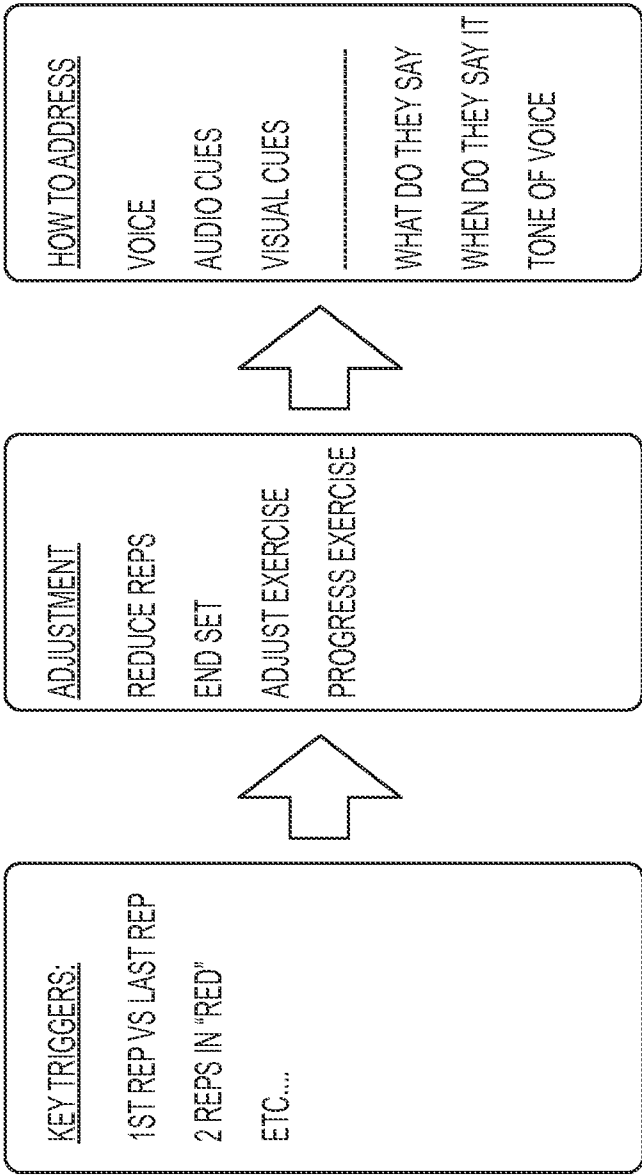 KEY TRIGGERS:
1ST REP VS LAST REP
2 REPS IN "RED"
ETC....
ADJUSTMENT
REDUCE REPS
END SET
ADJUST EXERCISE
PROGRESS EXERCISE
HOW TO ADDRESS
VOICE
AUDIO CUES
VISUAL CUES
WHAT DO THEY SAY
WHEN DO THEY SAY IT
TONE OF VOICE